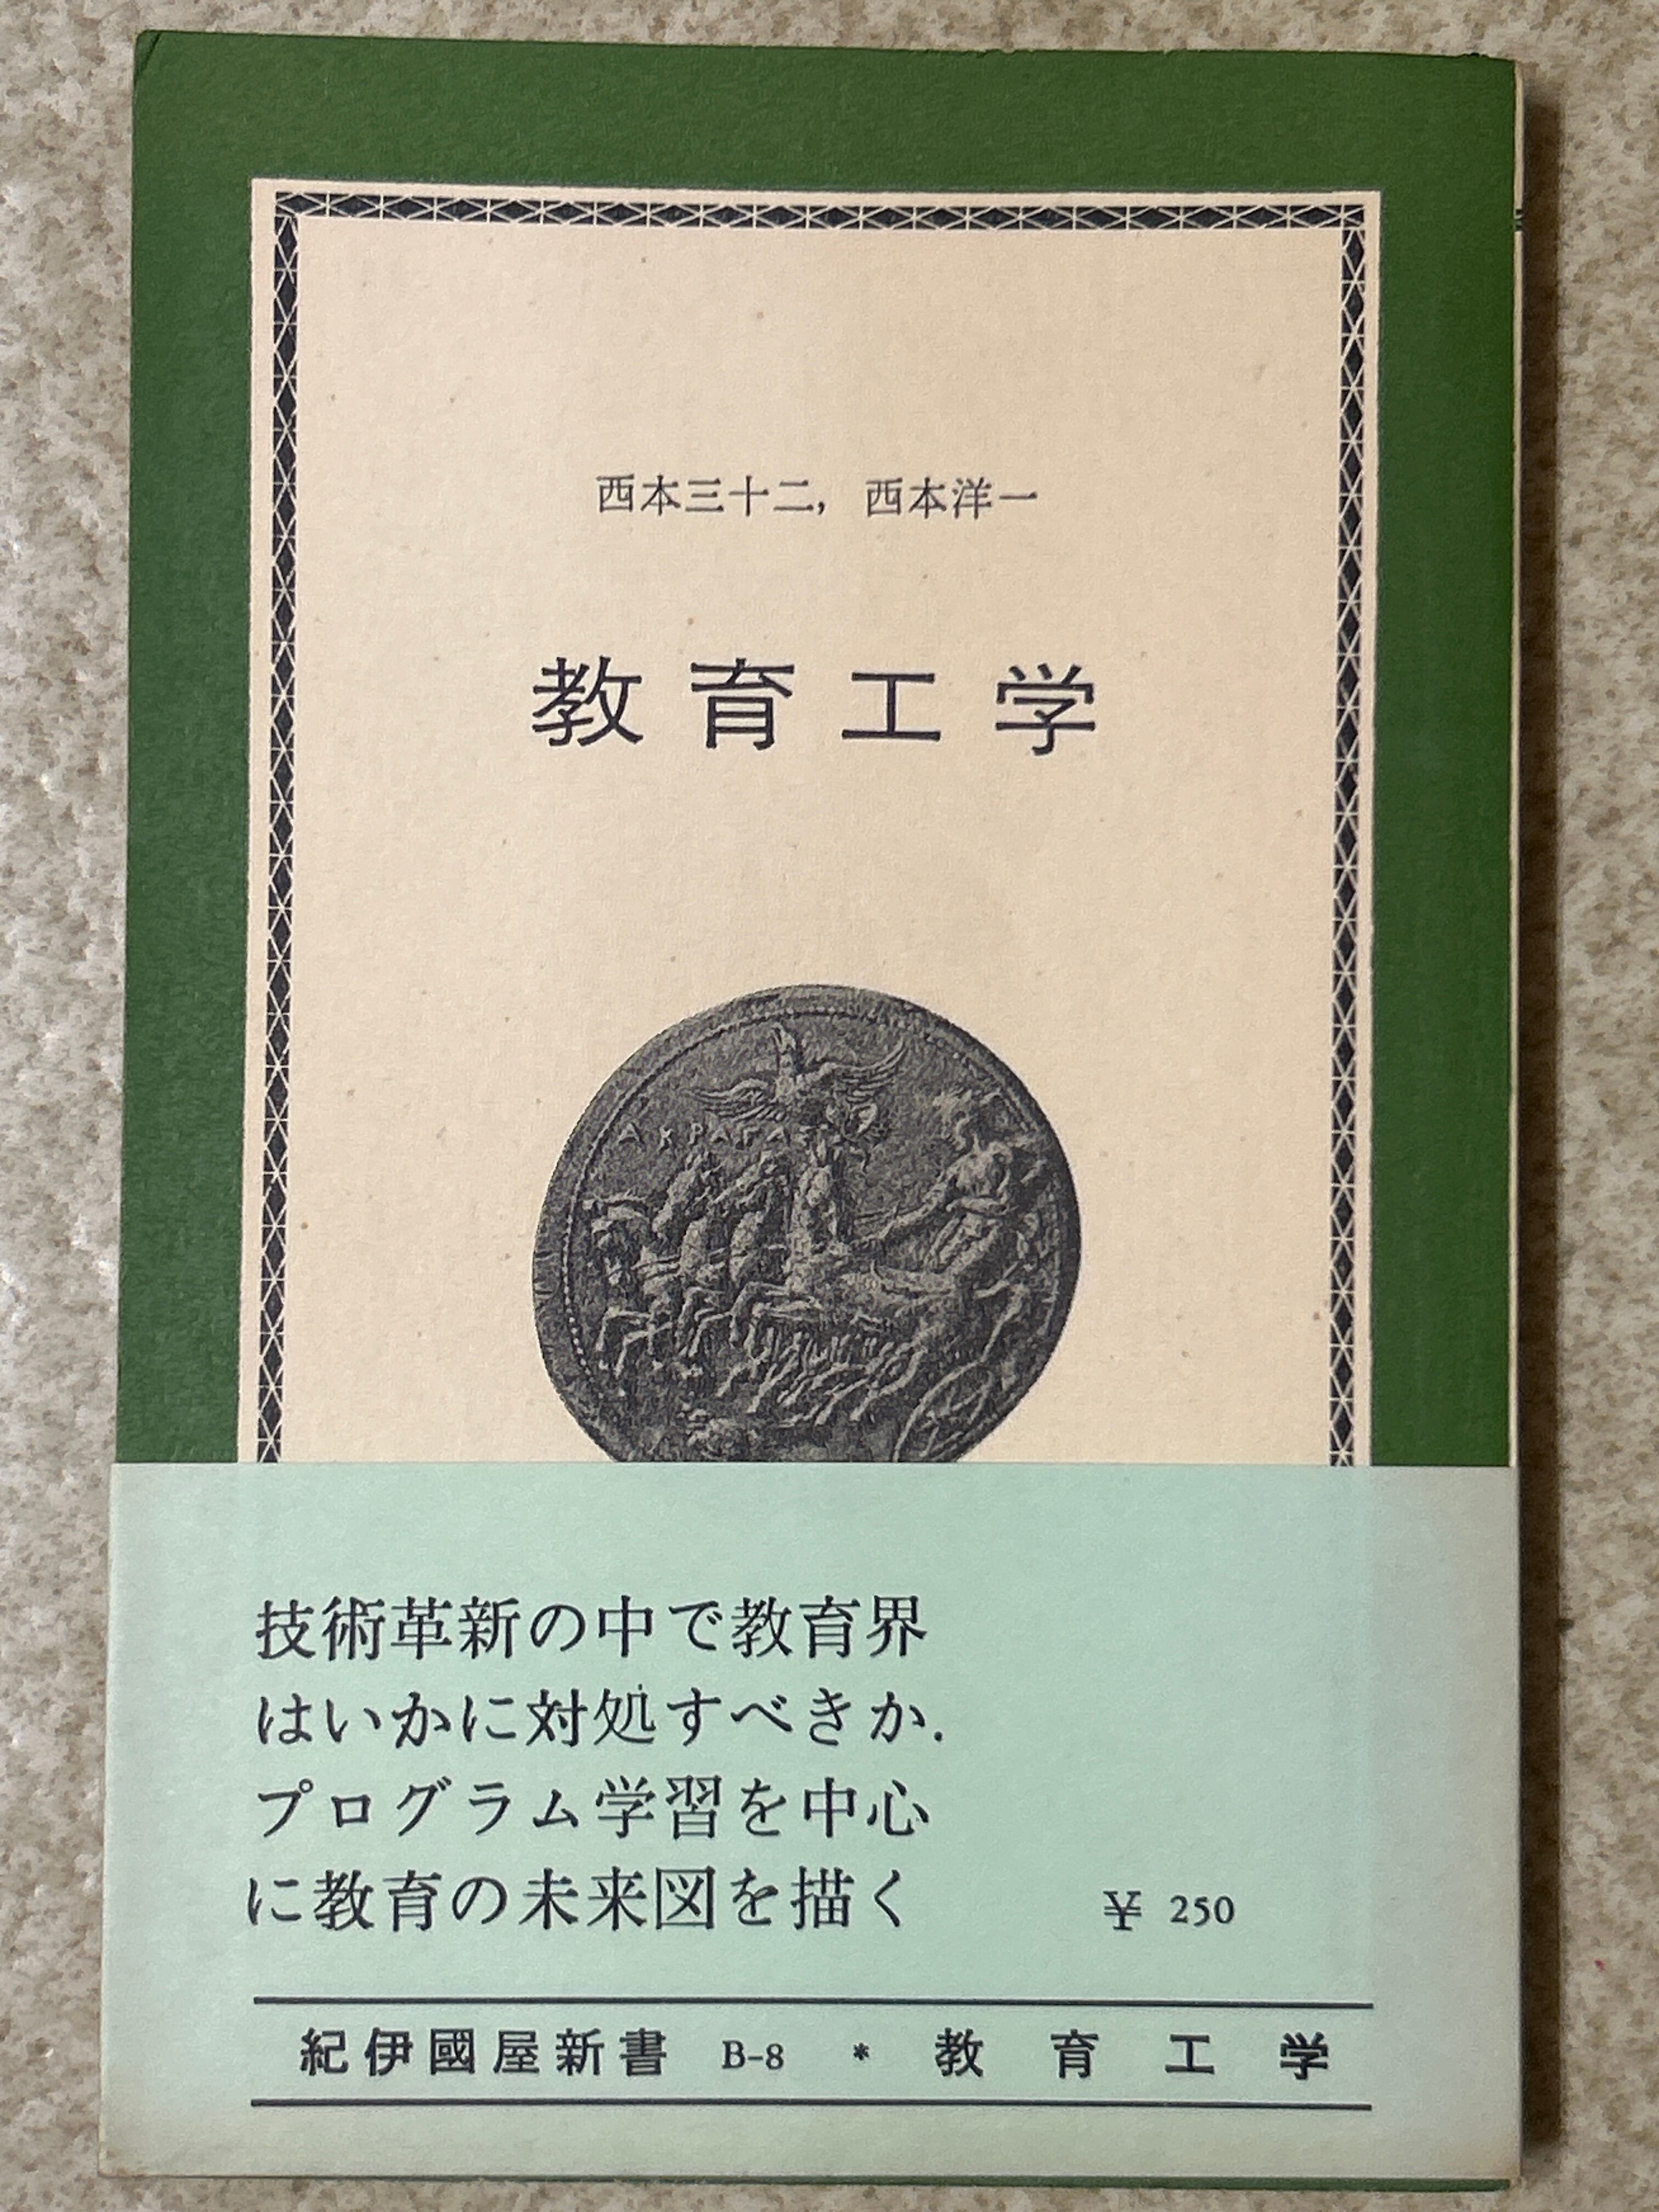 西本三十二, 西本洋一
教育工学
AKPAΓA
技術革新の中で教育界
はいかに対処すべきか.
プログラム学習を中心
に教育の未来図を描く
¥ 250
紀伊國屋新書 B-8 * 教育工学